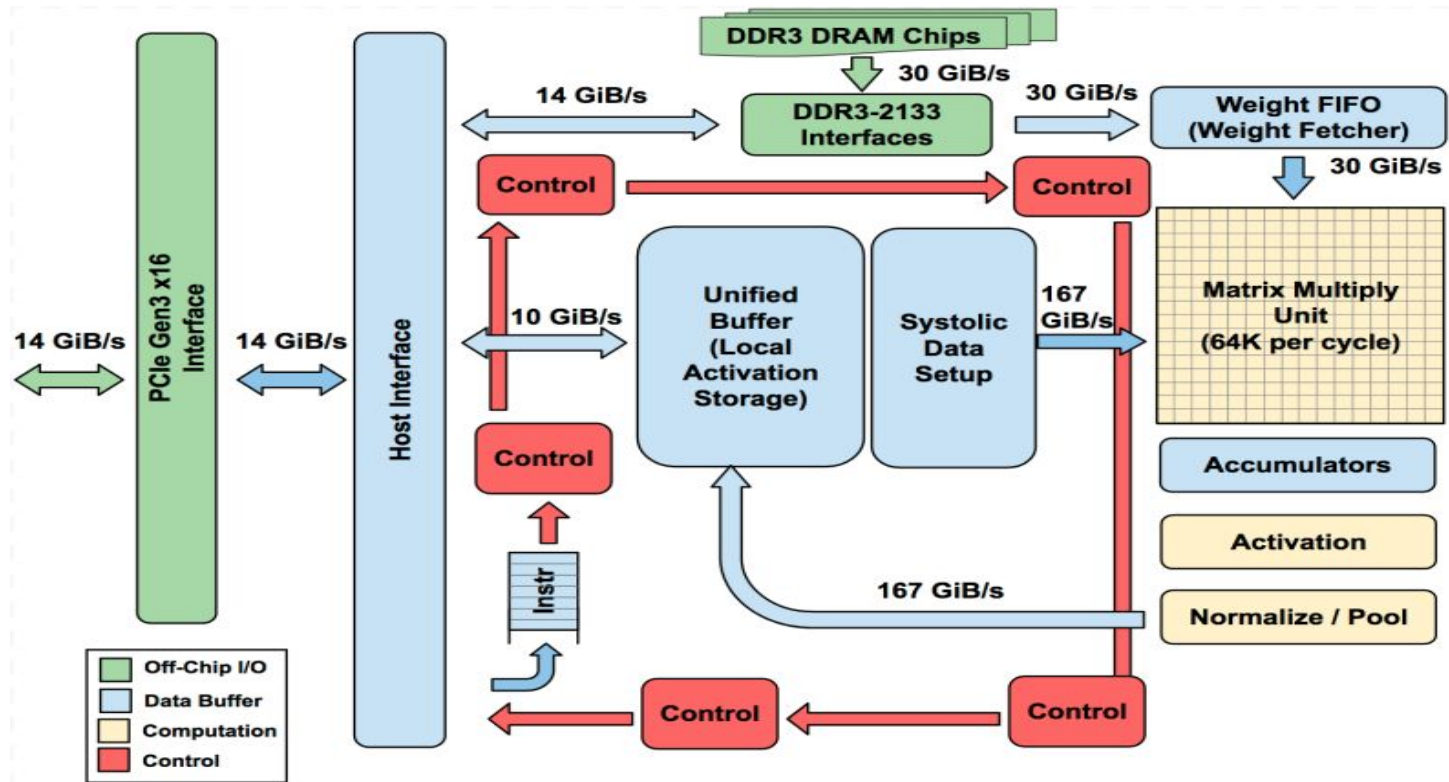 DDR3 DRAM Chips
30 GiB/s
14 GiB/s
DDR3-2133
Interfaces
30 GiB/s
Weight FIFO
(Weight Fetcher)
30 GiB/s
Control
Control
PCIe Gen3 x16
Interface
Host Interface
14 GiB/s
14 GiB/s
10 GiB/s
Unified
Buffer
(Local
Activation
Storage)
Systolic
Data
Setup
167
GiB/s
Matrix Multiply
Unit
(64K per cycle)
Control
Accumulators
Instr
Activation
167 GiB/s
Normalize / Pool
Off-Chip I/O
Data Buffer
Computation
Control
Control
Control